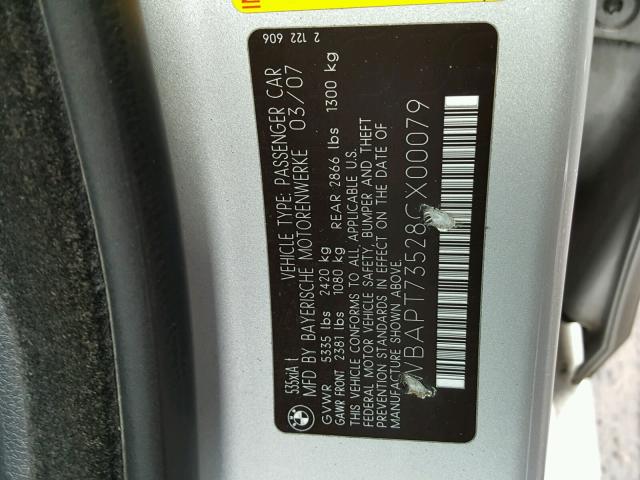 2 122 606
535xiA t
VEHICLE TYPE: PASSENGER CAR
MFD BY BAYERISCHE MOTORENWERKE 03/07
GVWR 5335 lbs 2420 kg
GAWR FRONT 2381 lbs 1080 kg REAR 2866 lbs 1300 kg
THIS VEHICLE CONFORMS TO ALL APPLICABLE U.S.
FEDERAL MOTOR VEHICLE SAFETY, BUMPER AND THEFT
PREVENTION STANDARDS IN EFFECT ON THE DATE OF
MANUFACTURE SHOWN ABOVE.
BMW